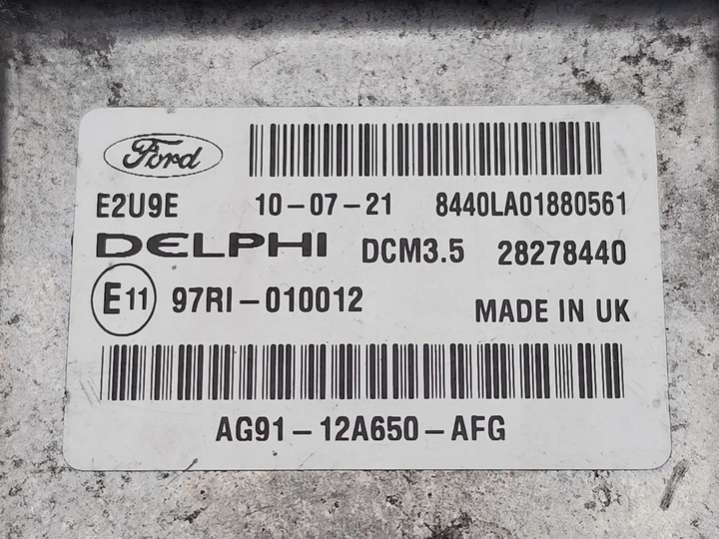 Ford
E2U9E 10-07-21 8440LA01880561
DELPHI DCM3.5 28278440
E11 97RI-010012 MADE IN UK
AG91-12A650-AFG